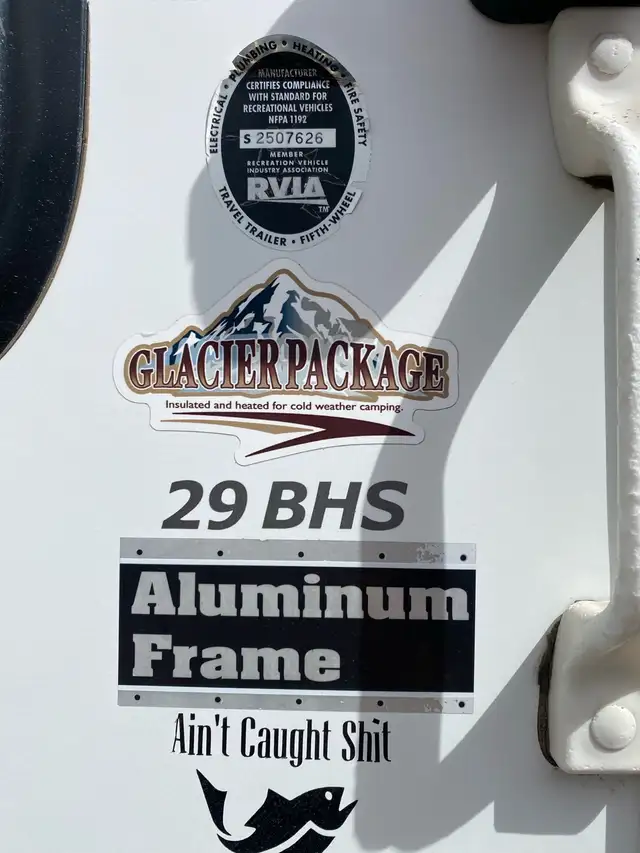 ELECTRICAL • PLUMBING • HEATING • FIRE SAFETY
MANUFACTURER
CERTIFIES COMPLIANCE
WITH STANDARD FOR
RECREATIONAL VEHICLES
NFPA 1192
S 2507626
MEMBER
RECREATION VEHICLE
INDUSTRY ASSOCIATION
RVIA
TM
TRAVEL TRAILER • FIFTH-WHEEL
GLACIER PACKAGE
Insulated and heated for cold weather camping.
29 BHS
Aluminum
Frame
Ain't Caught Shit